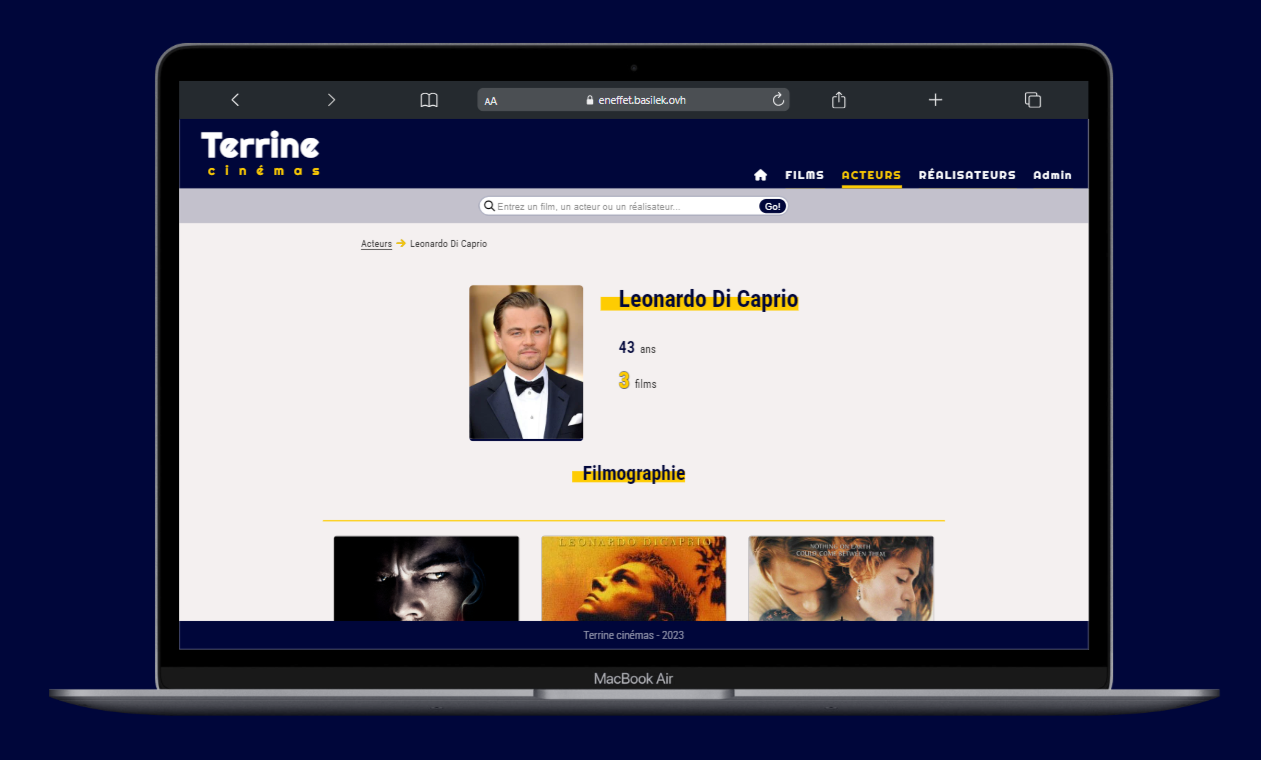 AA
eneffet.basilek.ovh
Terrine
cinémas
FILMS ACTEURS RÉALISATEURS Admin
Entrez un film, un acteur ou un réalisateur... Go!
Acteurs → Leonardo Di Caprio
Leonardo Di Caprio
43 ans
3 films
Filmographie
LEONARDO DICAPRIO
NOTHING ON EARTH
COULD COME BETWEEN THEM.
Terrine cinémas - 2023
MacBook Air